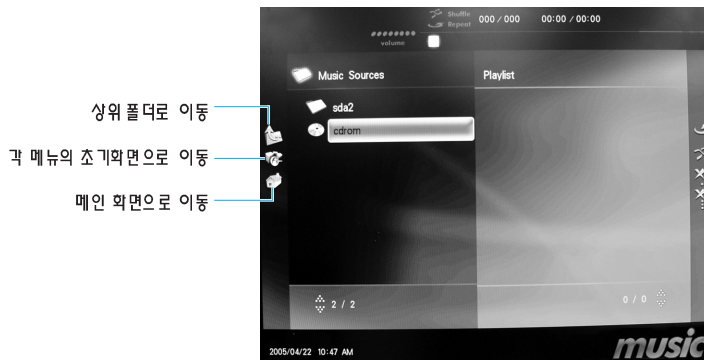 Shuffle
Repeat
000 / 000
00:00 / 00:00
volume
Music Sources
Playlist
sda2
cdrom
상위 폴더로 이동
각 메뉴의 초기화면으로 이동
메인 화면으로 이동
2 / 2
0 / 0
2005/04/22 10:47 AM
music